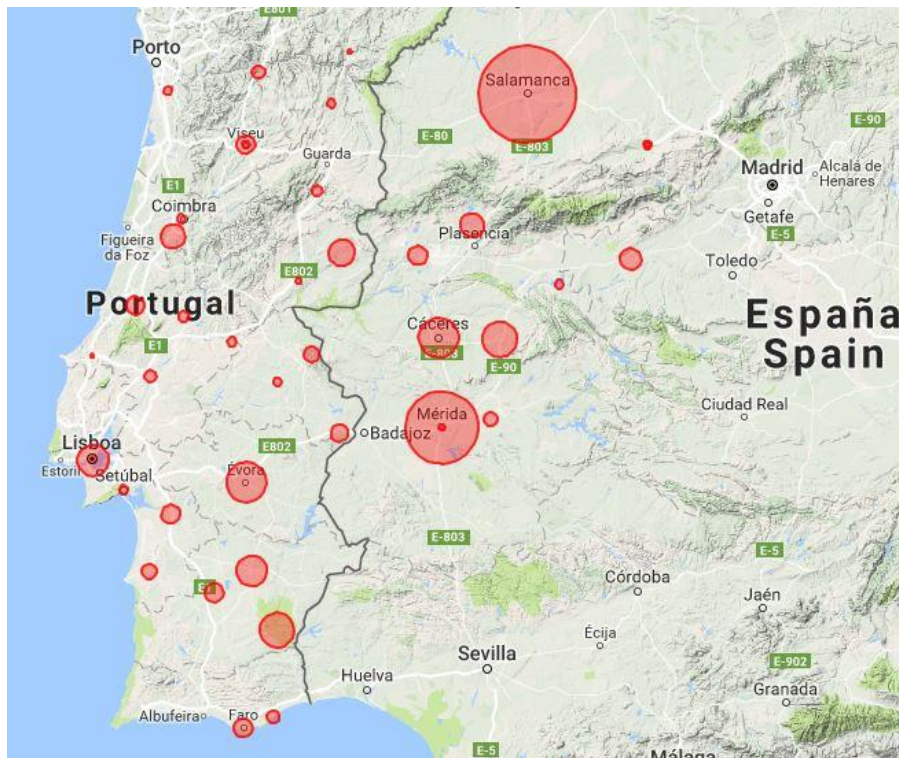 E801
Porto
Salamanca
E-80
E-803
E-90
Viseu
Guarda
Madrid
Alcalá de
Henares
E1
Coimbra
Getafe
Figueira
da Foz
Plasencia
E-5
Toledo
E802
Portugal
España
Spain
Cáceres
E-803
E1
E-90
Mérida
Ciudad Real
Badajoz
Lisboa
E802
Estoril
Setúbal
Évora
E-803
E-5
Córdoba
E1
Jaén
Écija
Sevilla
E-902
Huelva
Granada
Albufeira
Faro
E-5
Málaga